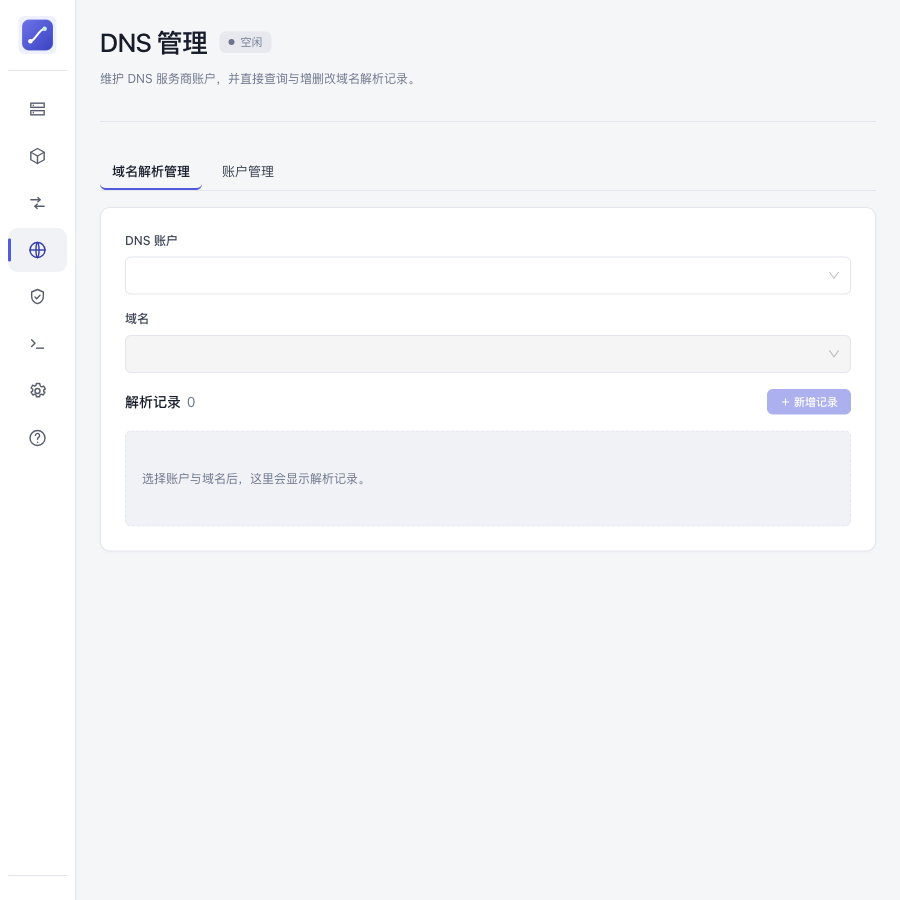 DNS 管理
空闲
维护 DNS 服务商账户，并直接查询与增删改域名解析记录。
域名解析管理
账户管理
DNS 账户
域名
解析记录 0
+ 新增记录
选择账户与域名后，这里会显示解析记录。